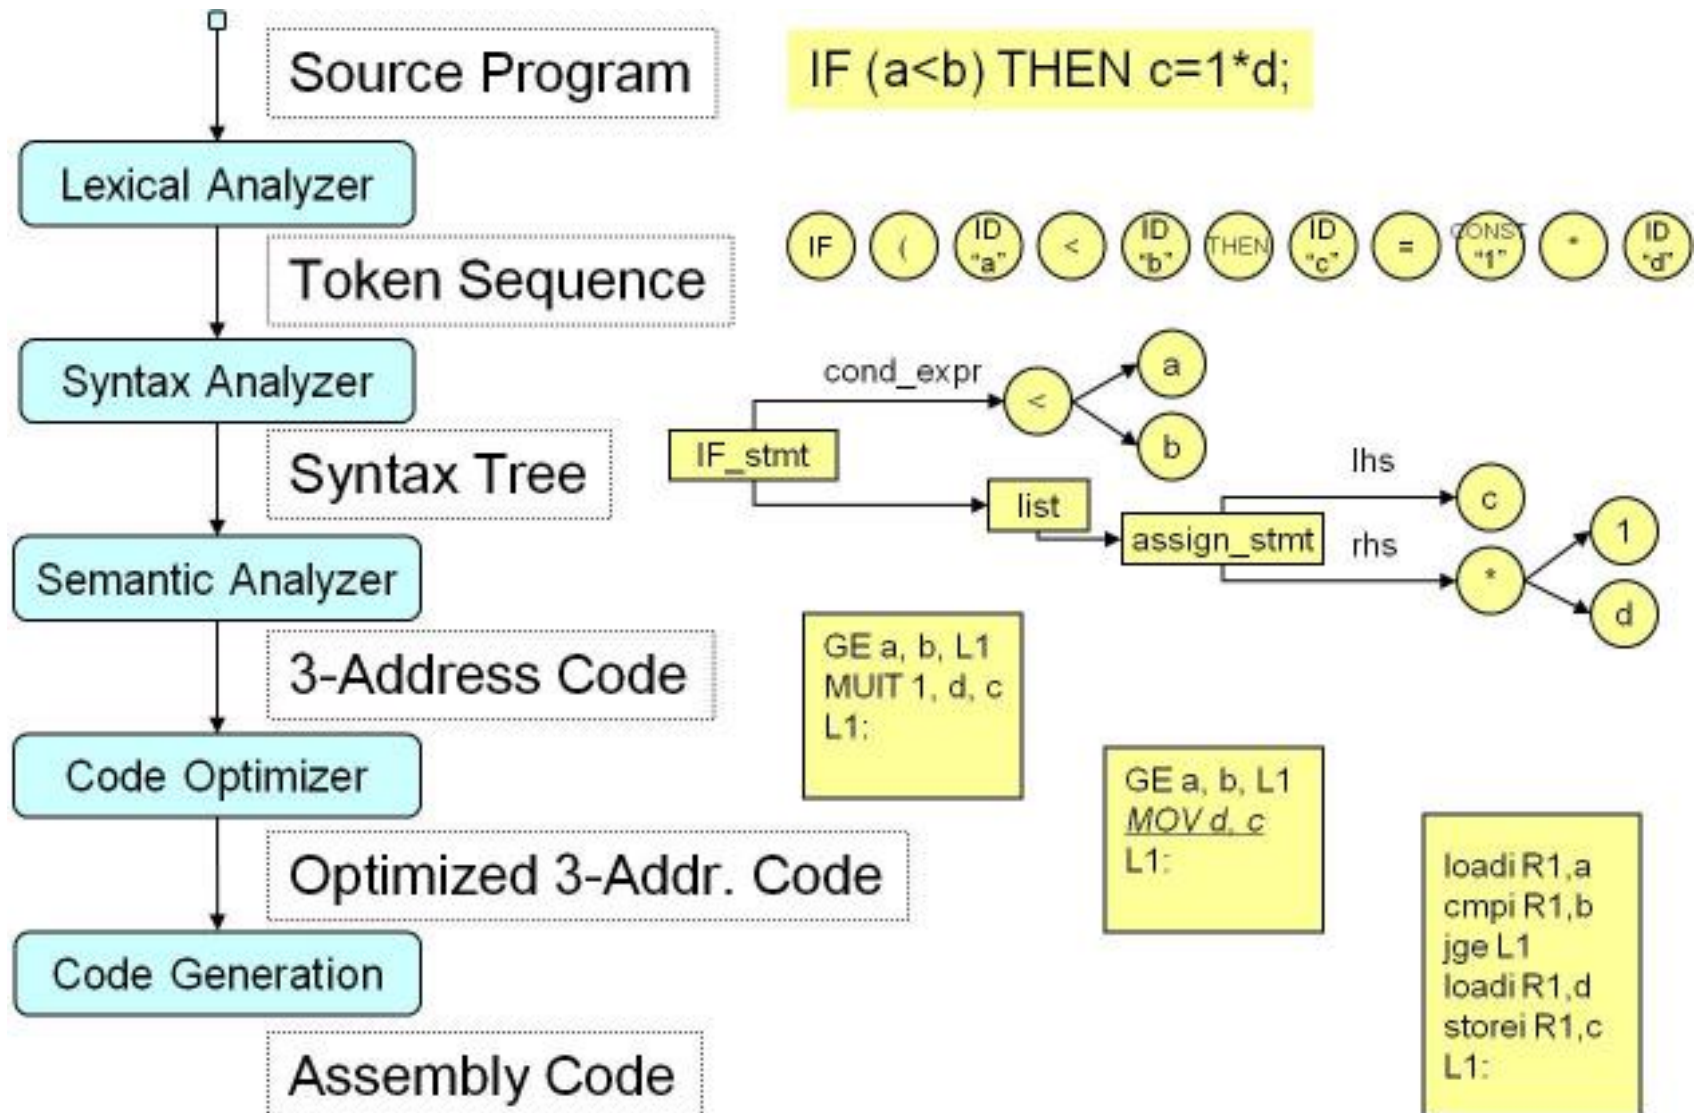 Source Program
IF (a<b) THEN c=1*d;
Lexical Analyzer
IF ( ID "a" < ID "b" THEN ID "c" = CONST "1" * ID "d"
Token Sequence
Syntax Analyzer
cond_expr
<
a
b
IF_stmt
Syntax Tree
list
lhs
c
assign_stmt
rhs
*
1
d
Semantic Analyzer
3-Address Code
GE a, b, L1
MUIT 1, d, c
L1:
Code Optimizer
GE a, b, L1
MOV d, c
L1:
Optimized 3-Addr. Code
Code Generation
loadi R1,a
cmpi R1,b
jge L1
loadi R1,d
storei R1,c
L1:
Assembly Code